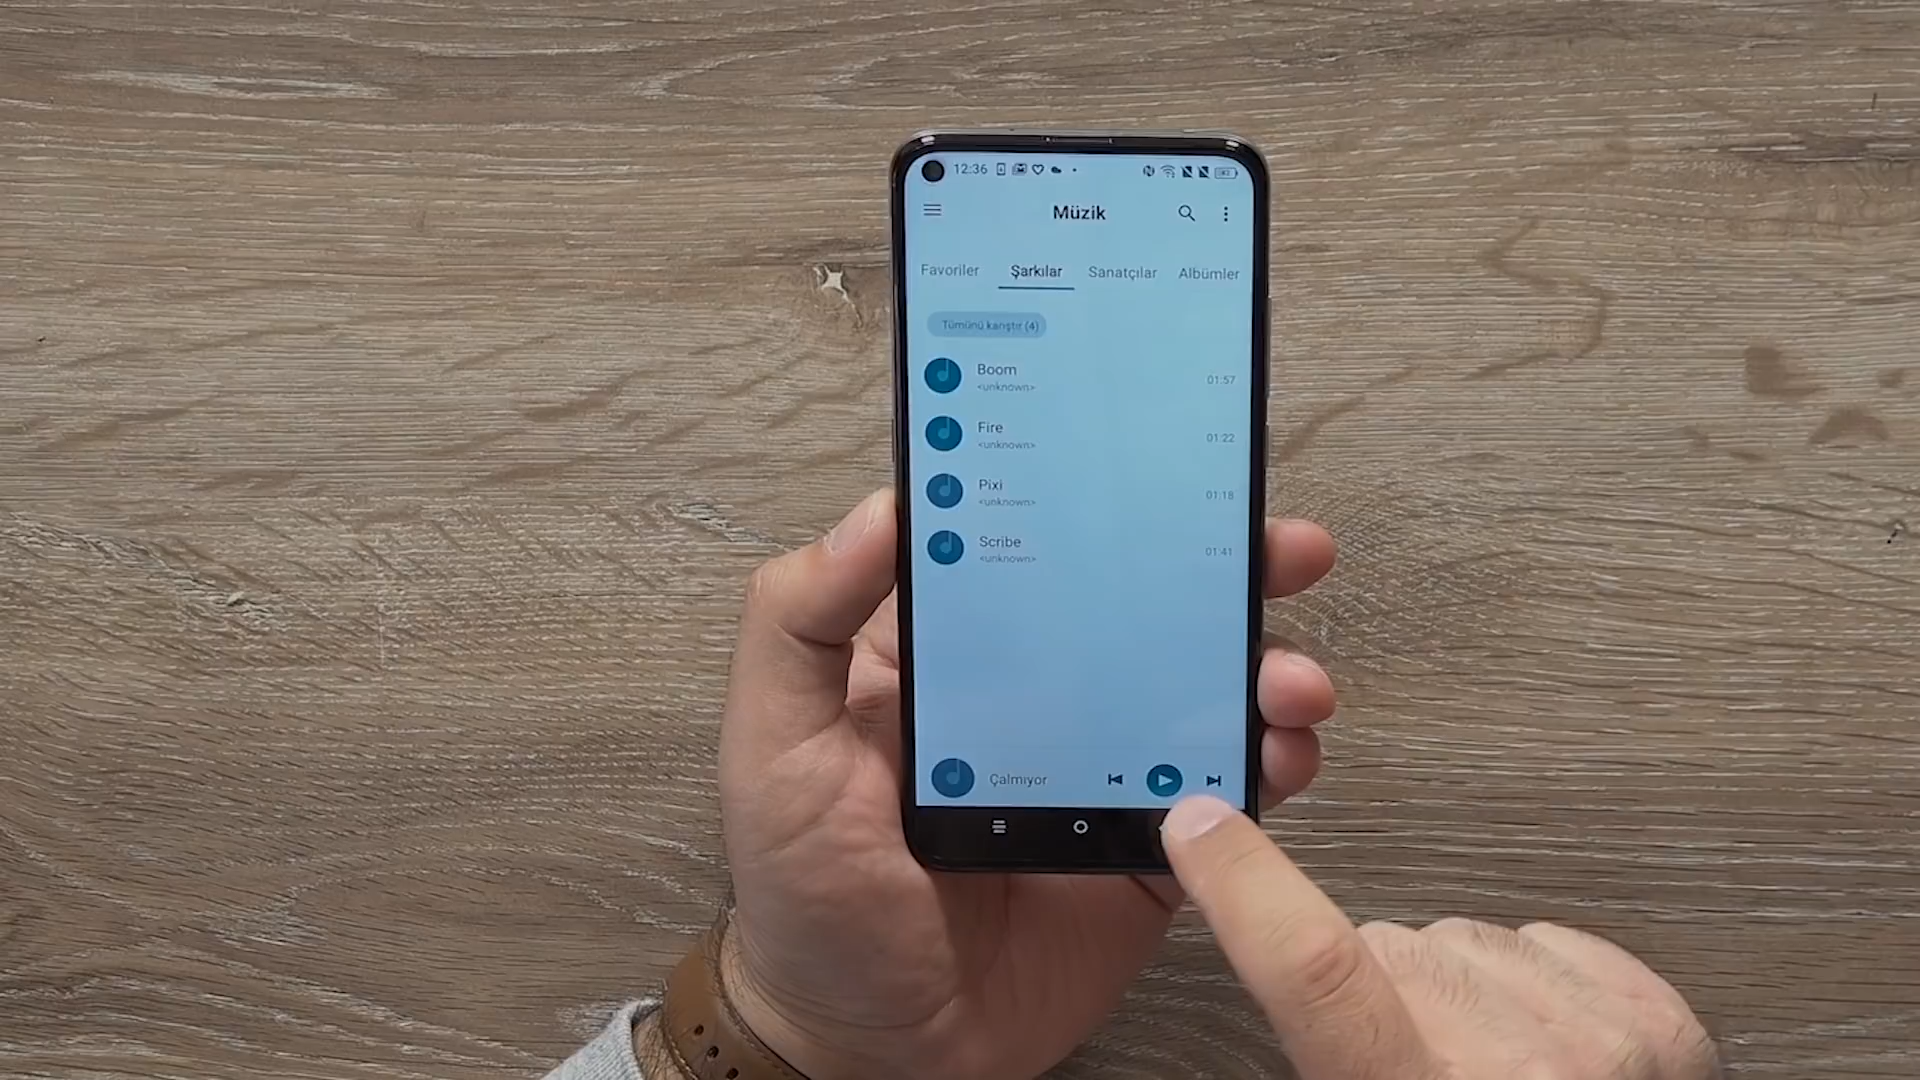 12:36
Müzik
Favoriler Şarkılar Sanatçılar Albümler
Tümünü karıştır (4)
Boom
<unknown>
01:57
Fire
<unknown>
01:22
Pixi
<unknown>
01:18
Scribe
<unknown>
01:41
Çalmıyor